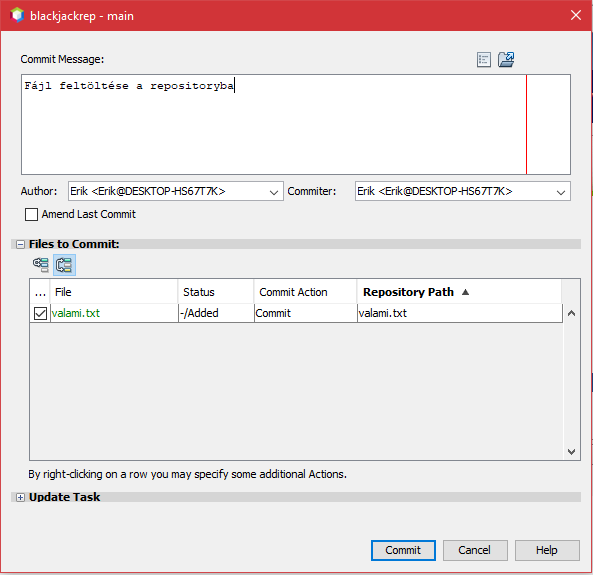 blackjackrep - main
Commit Message:
Fájl feltöltése a repositoryba
Author: Erik <Erik@DESKTOP-HS67T7K> Commiter: Erik <Erik@DESKTOP-HS67T7K>
Amend Last Commit
Files to Commit:
... File Status Commit Action Repository Path
valami.txt -/Added Commit valami.txt
By right-clicking on a row you may specify some additional Actions.
Update Task
Commit Cancel Help